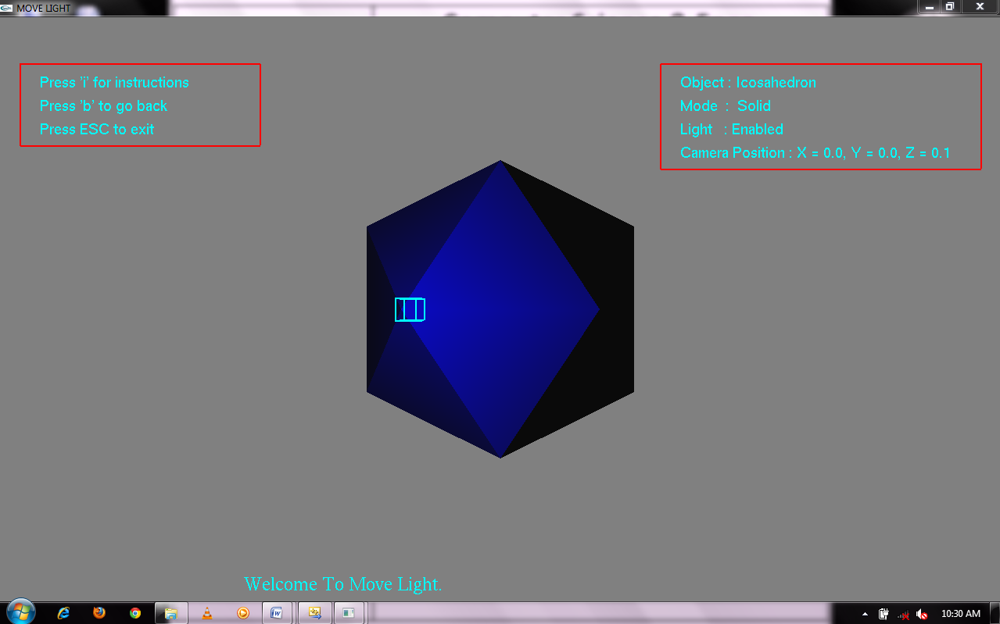 MOVE LIGHT
Press 'i' for instructions
Press 'b' to go back
Press ESC to exit
Object : Icosahedron
Mode : Solid
Light : Enabled
Camera Position : X = 0.0, Y = 0.0, Z = 0.1
Welcome To Move Light.
10:30 AM